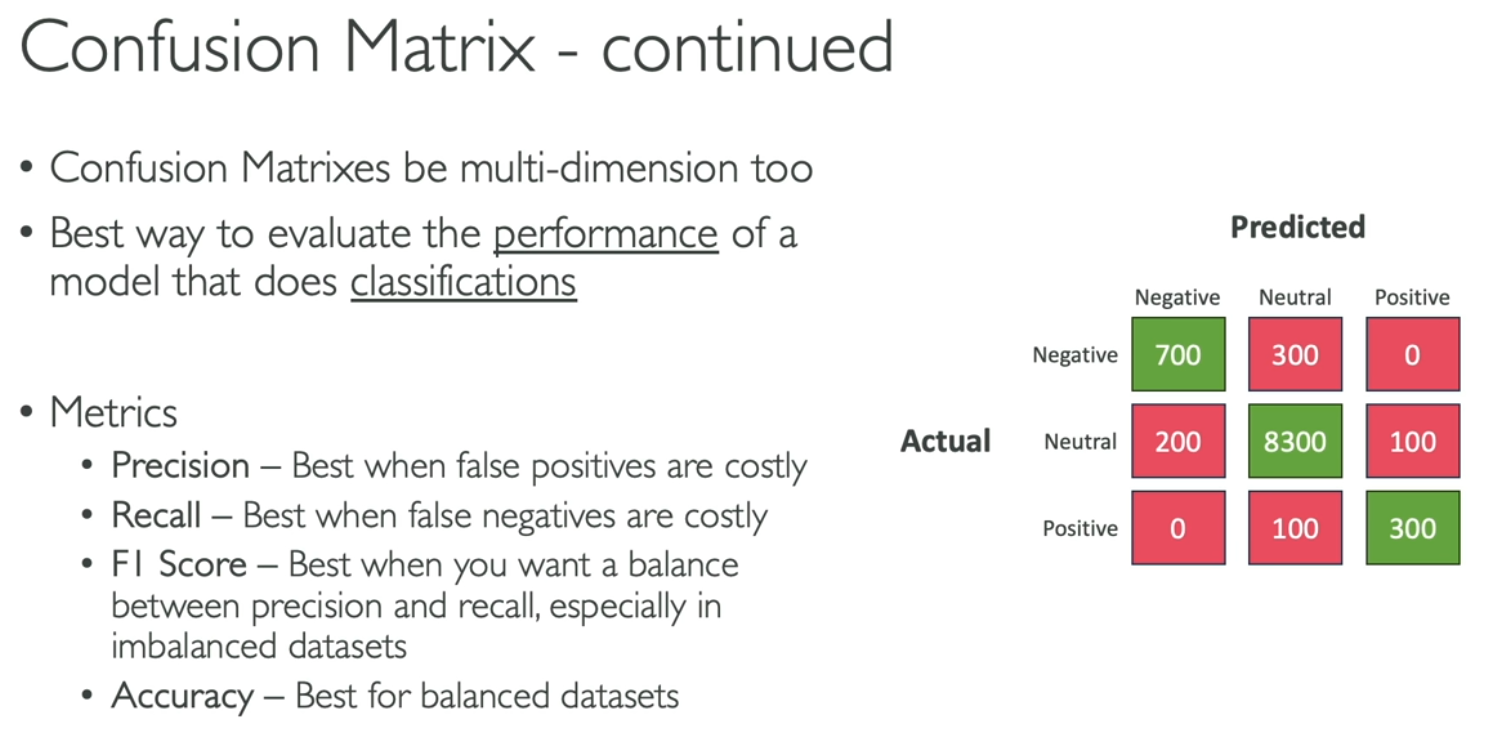 Confusion Matrix - continued
• Confusion Matrixes be multi-dimension too
• Best way to evaluate the performance of a
model that does classifications
• Metrics
• Precision – Best when false positives are costly
• Recall – Best when false negatives are costly
• F1 Score – Best when you want a balance
between precision and recall, especially in
imbalanced datasets
• Accuracy – Best for balanced datasets
Predicted
Negative Neutral Positive
Negative 700 300 0
Actual Neutral 200 8300 100
Positive 0 100 300